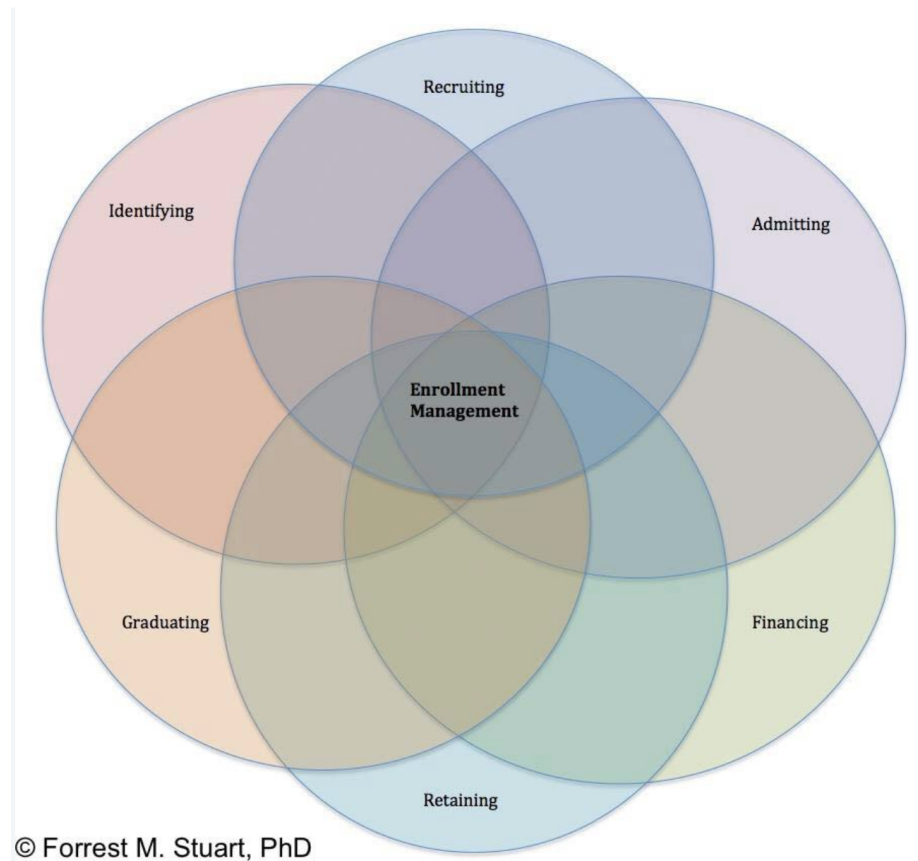 Recruiting
Identifying
Admitting
Enrollment
Management
Graduating
Financing
Retaining
© Forrest M. Stuart, PhD